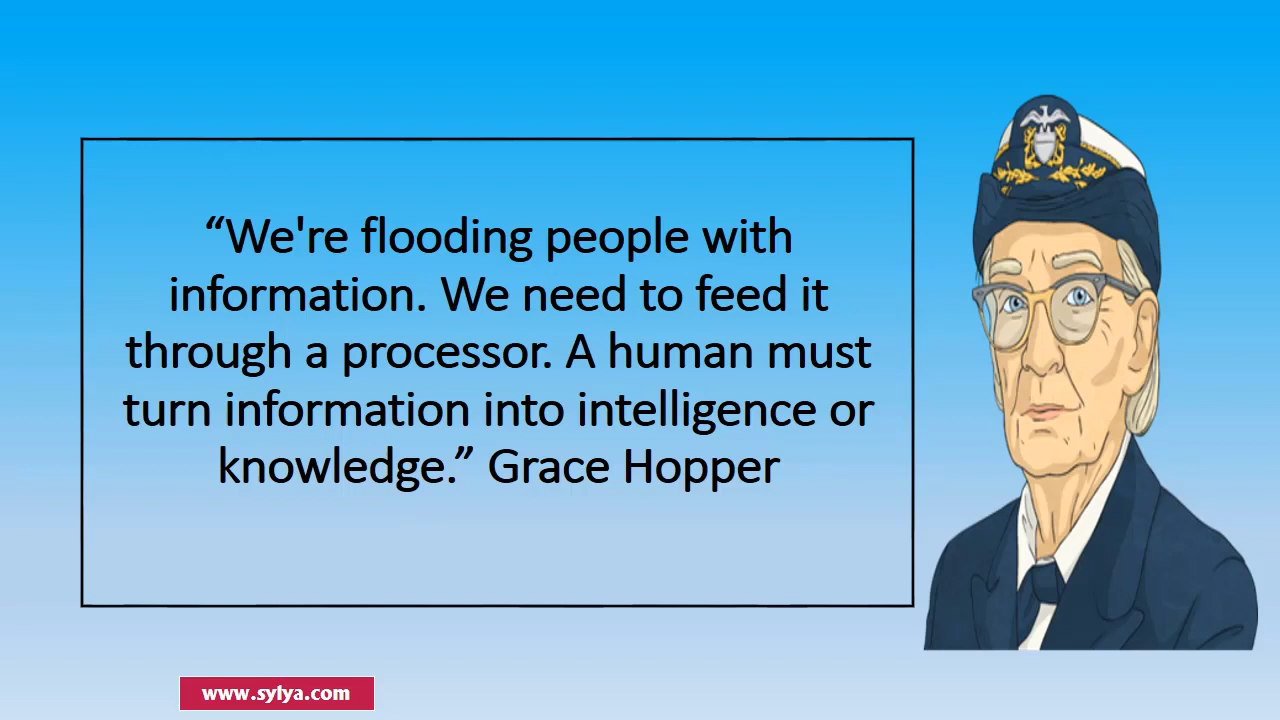 “We're flooding people with
information. We need to feed it
through a processor. A human must
turn information into intelligence or
knowledge.” Grace Hopper
www.sylya.com